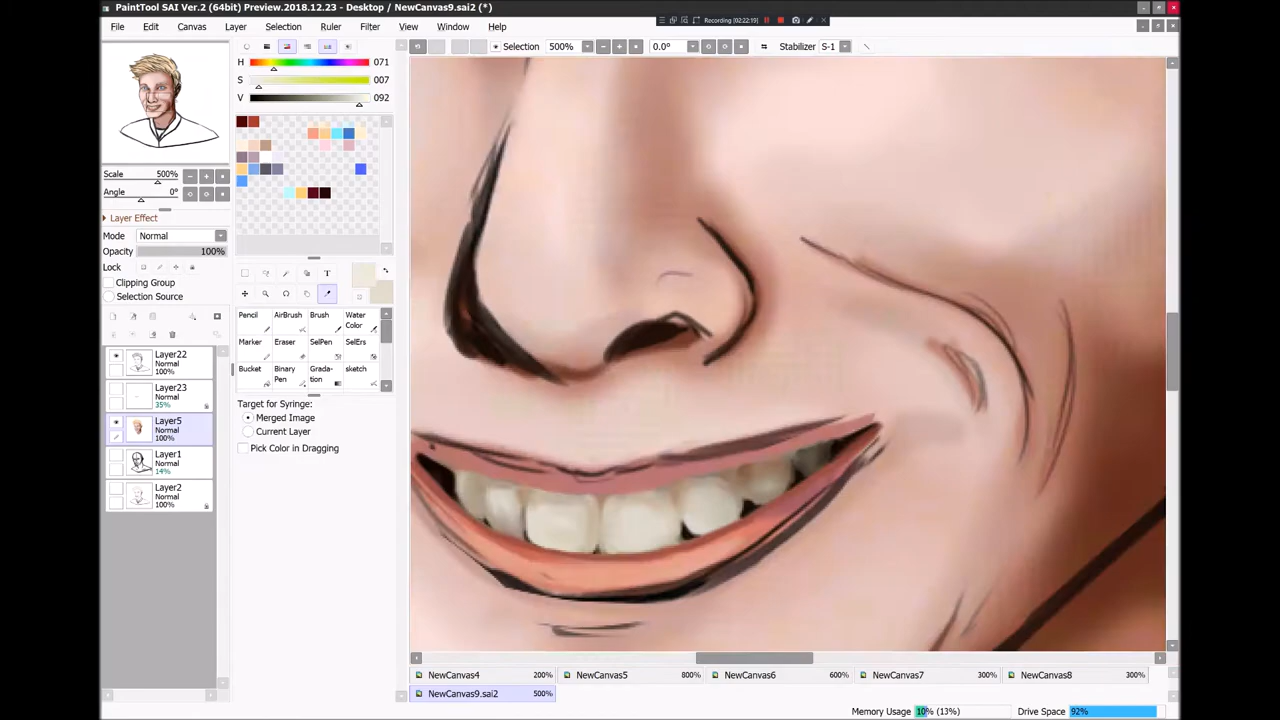 PaintTool SAI Ver.2 (64bit) Preview.2018.12.23 - Desktop / NewCanvas9.sai2 (*)
Recording [02:22:19]
File Edit Canvas Layer Selection Ruler Filter View Window Help
Selection 500% 0.0° Stabilizer S-1
H 071
S 007
V 092
Scale 500%
Angle 0°
Layer Effect
Mode Normal
Opacity 100%
Lock
Clipping Group
Selection Source
Layer22
Normal
100%
Layer23
Normal
35%
Layer5
Normal
100%
Layer1
Normal
14%
Layer2
Normal
100%
T
Pencil AirBrush Brush Water Color
Marker Eraser SelPen SelErs
Bucket Binary Pen Grada-tion sketch
Target for Syringe:
Merged Image
Current Layer
Pick Color in Dragging
NewCanvas4 200% NewCanvas5 800% NewCanvas6 600% NewCanvas7 300% NewCanvas8 300%
NewCanvas9.sai2 500%
Memory Usage 10% (13%) Drive Space 92%